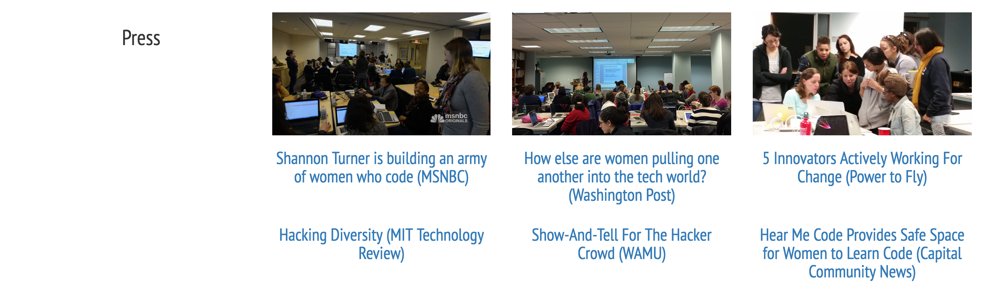 Press
msnbc
ORIGINALS
Shannon Turner is building an army
of women who code (MSNBC)
How else are women pulling one
another into the tech world?
(Washington Post)
5 Innovators Actively Working For
Change (Power to Fly)
Hacking Diversity (MIT Technology
Review)
Show-And-Tell For The Hacker
Crowd (WAMU)
Hear Me Code Provides Safe Space
for Women to Learn Code (Capital
Community News)